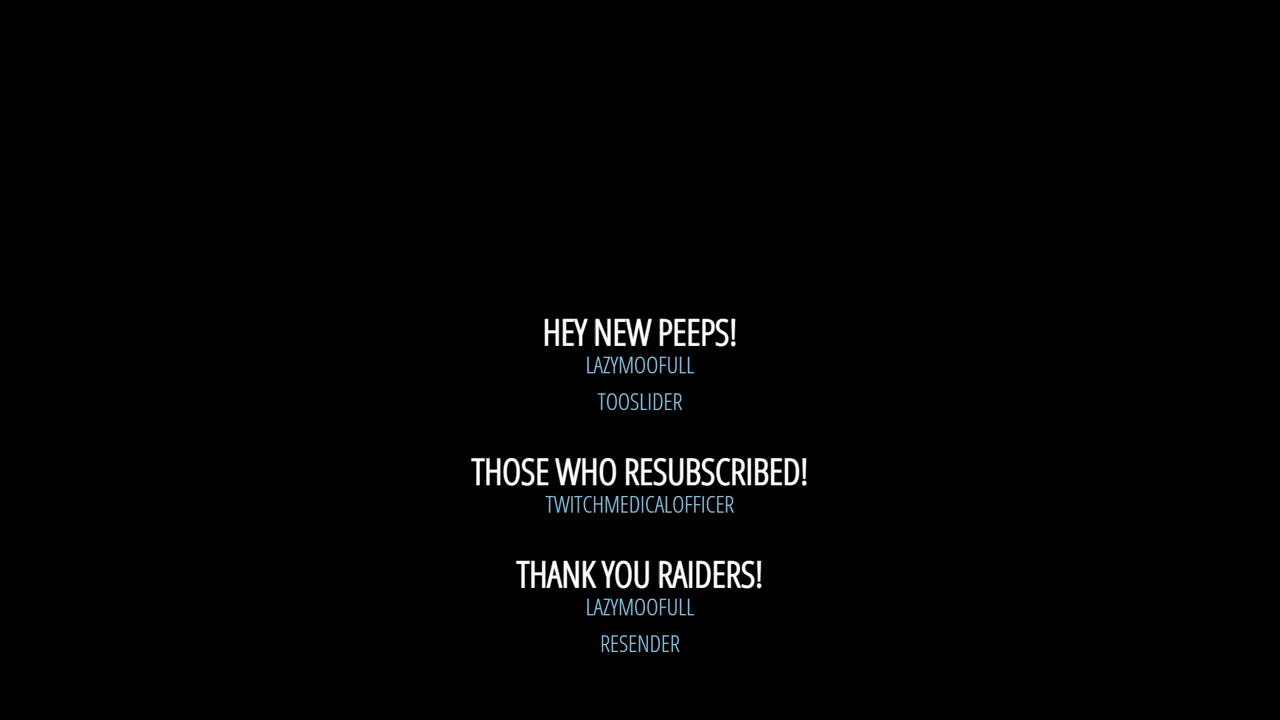 HEY NEW PEEPS!
LAZYMOOFULL
TOOSLIDER
THOSE WHO RESUBSCRIBED!
TWITCHMEDICALOFFICER
THANK YOU RAIDERS!
LAZYMOOFULL
RESENDER